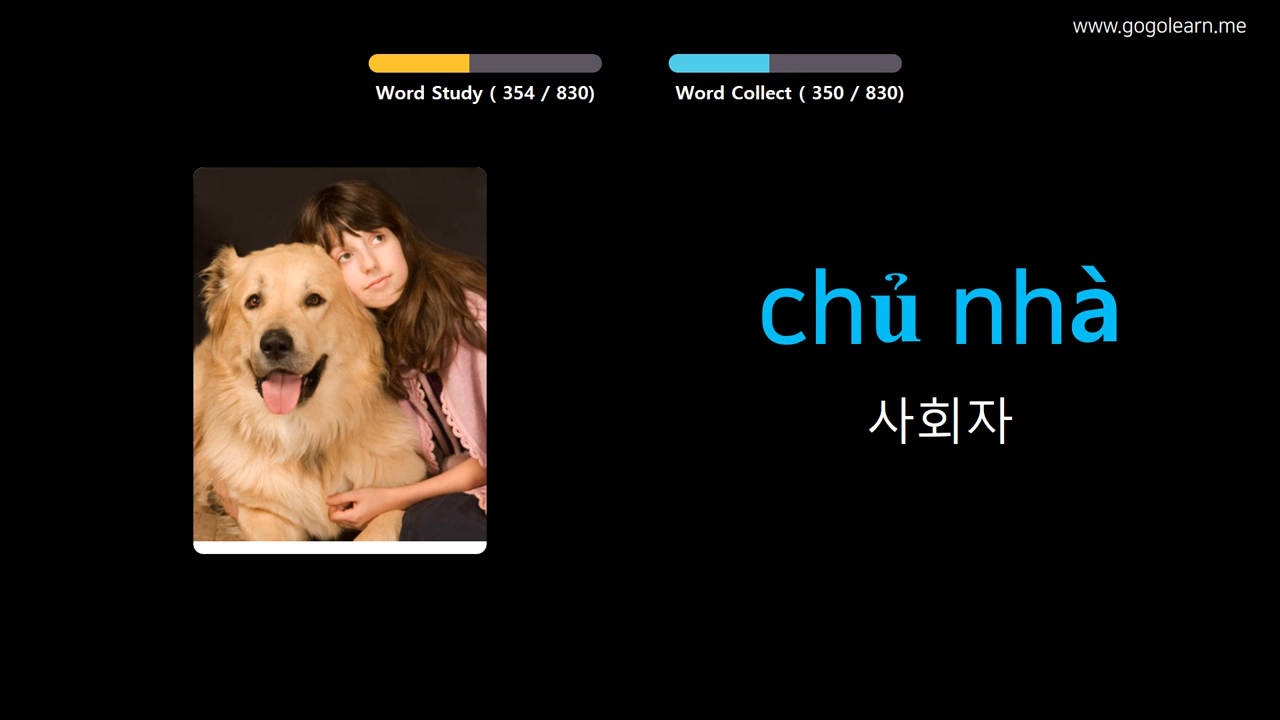 www.gogolearn.me
Word Study ( 354 / 830)
Word Collect ( 350 / 830)
chủ nhà
사회자